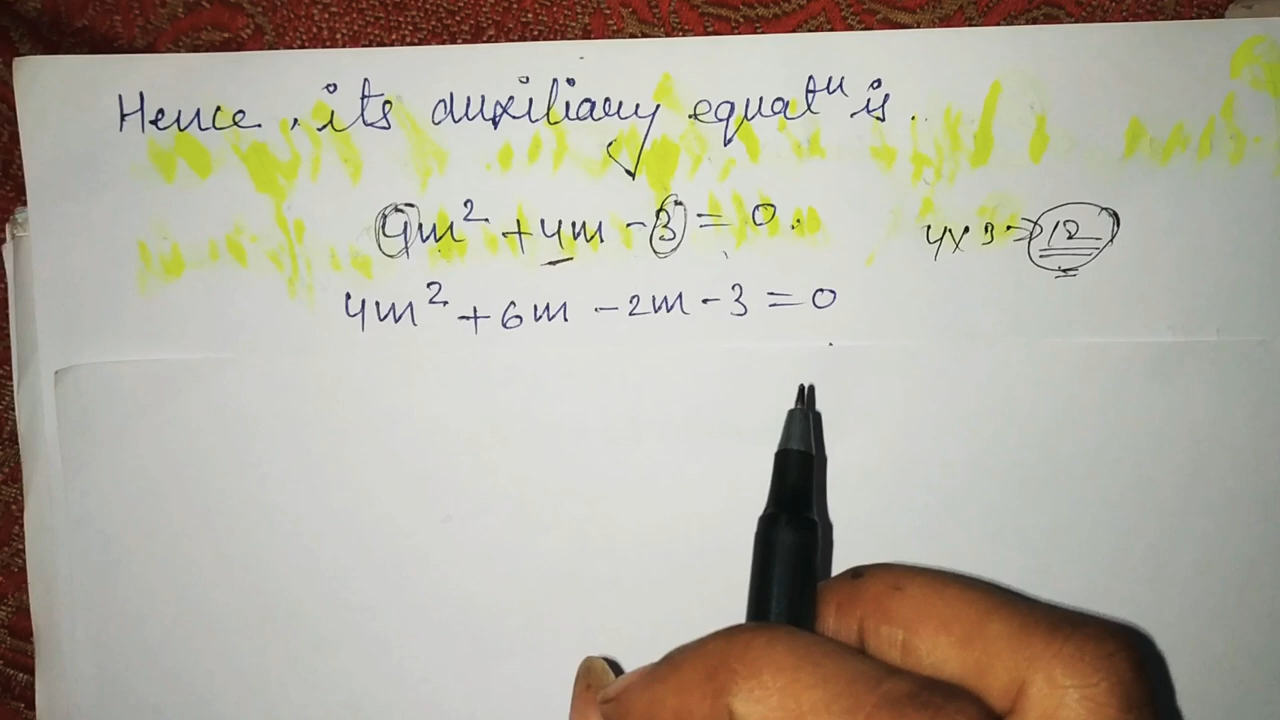 Hence, its auxiliary equatⁿ is.
4m² + 4m - 3 = 0.
4 x 3 → 12
4m² + 6m - 2m - 3 = 0